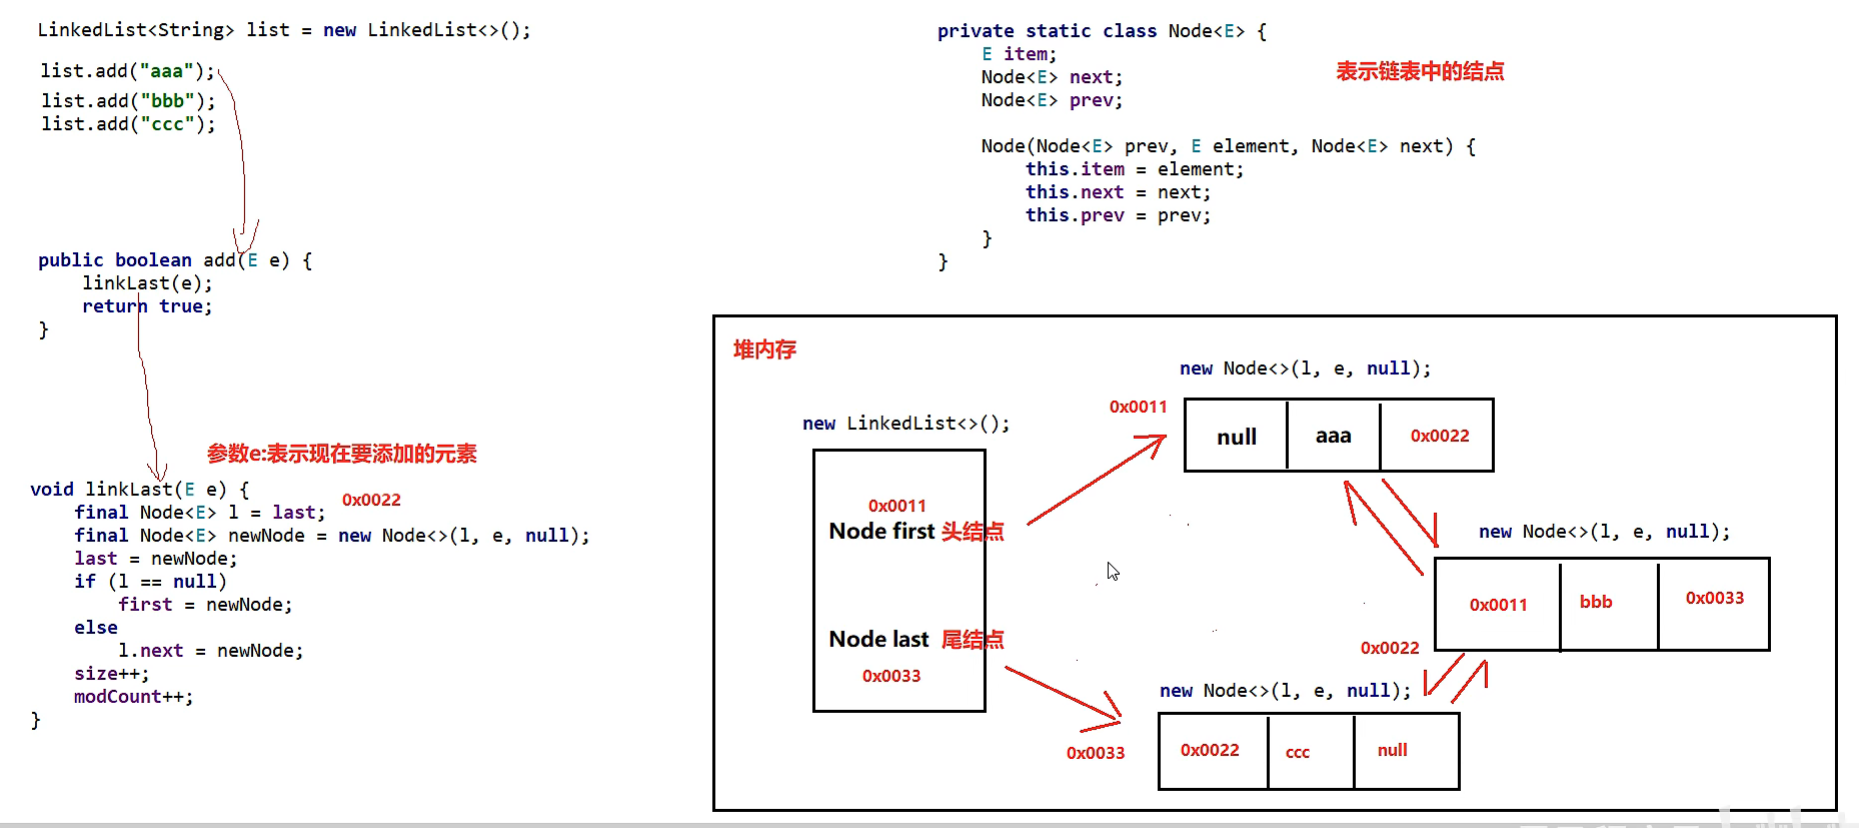 LinkedList<String> list = new LinkedList<>();
list.add("aaa");
list.add("bbb");
list.add("ccc");
public boolean add(E e) {
linkLast(e);
return true;
}
参数e:表示现在要添加的元素
void linkLast(E e) {
0x0022
final Node<E> l = last;
final Node<E> newNode = new Node<>(l, e, null);
last = newNode;
if (l == null)
first = newNode;
else
l.next = newNode;
size++;
modCount++;
}
private static class Node<E> {
E item;
Node<E> next;
Node<E> prev;
表示链表中的结点
Node(Node<E> prev, E element, Node<E> next) {
this.item = element;
this.next = next;
this.prev = prev;
}
}
堆内存
new LinkedList<>();
0x0011
Node first 头结点
Node last 尾结点
0x0033
new Node<>(l, e, null);
0x0011
null aaa 0x0022
new Node<>(l, e, null);
0x0011 bbb 0x0033
0x0022
new Node<>(l, e, null);
0x0033
0x0022 ccc null